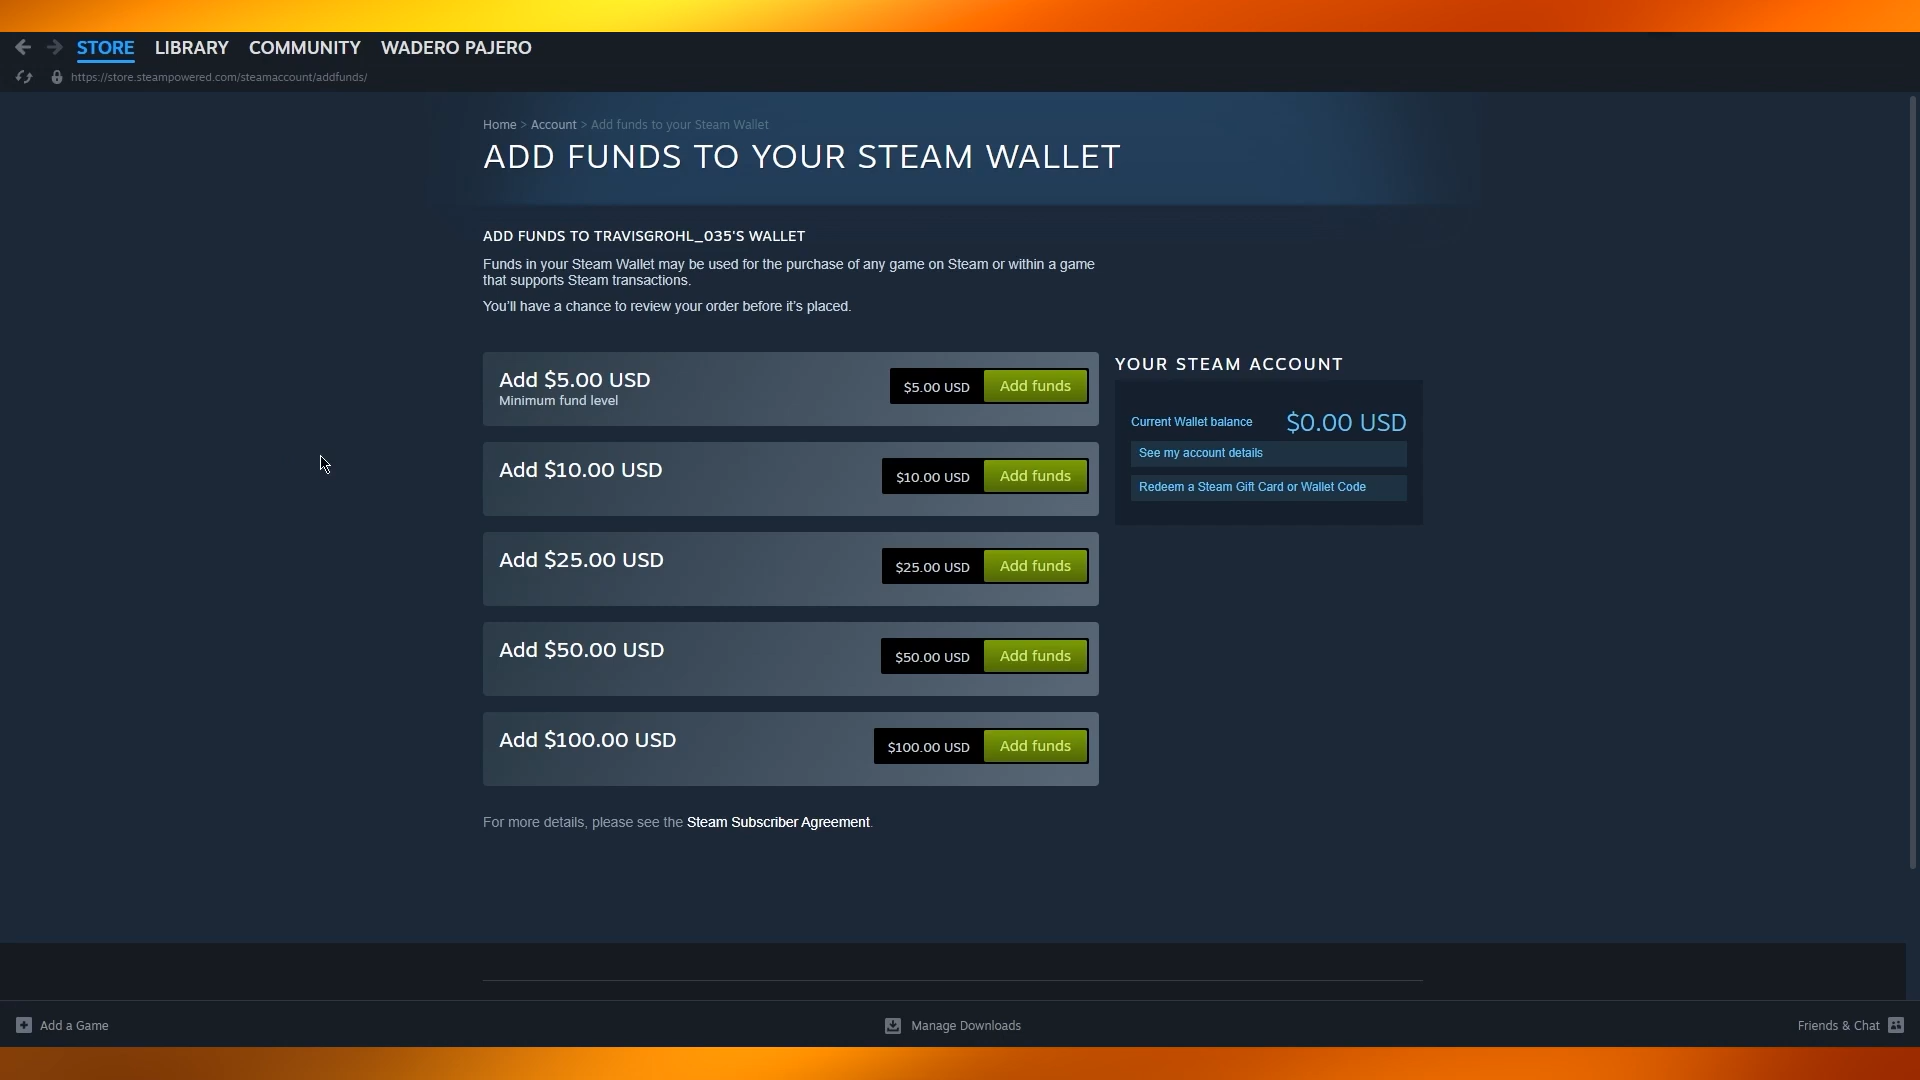 STORE LIBRARY COMMUNITY WADERO PAJERO
https://store.steampowered.com/steamaccount/addfunds/
Home > Account > Add funds to your Steam Wallet
ADD FUNDS TO YOUR STEAM WALLET
ADD FUNDS TO TRAVISGROHL_035'S WALLET
Funds in your Steam Wallet may be used for the purchase of any game on Steam or within a game
that supports Steam transactions.
You'll have a chance to review your order before it's placed.
Add $5.00 USD
Minimum fund level
$5.00 USD Add funds
Add $10.00 USD
$10.00 USD Add funds
Add $25.00 USD
$25.00 USD Add funds
Add $50.00 USD
$50.00 USD Add funds
Add $100.00 USD
$100.00 USD Add funds
For more details, please see the Steam Subscriber Agreement.
YOUR STEAM ACCOUNT
Current Wallet balance $0.00 USD
See my account details
Redeem a Steam Gift Card or Wallet Code
Add a Game Manage Downloads Friends & Chat